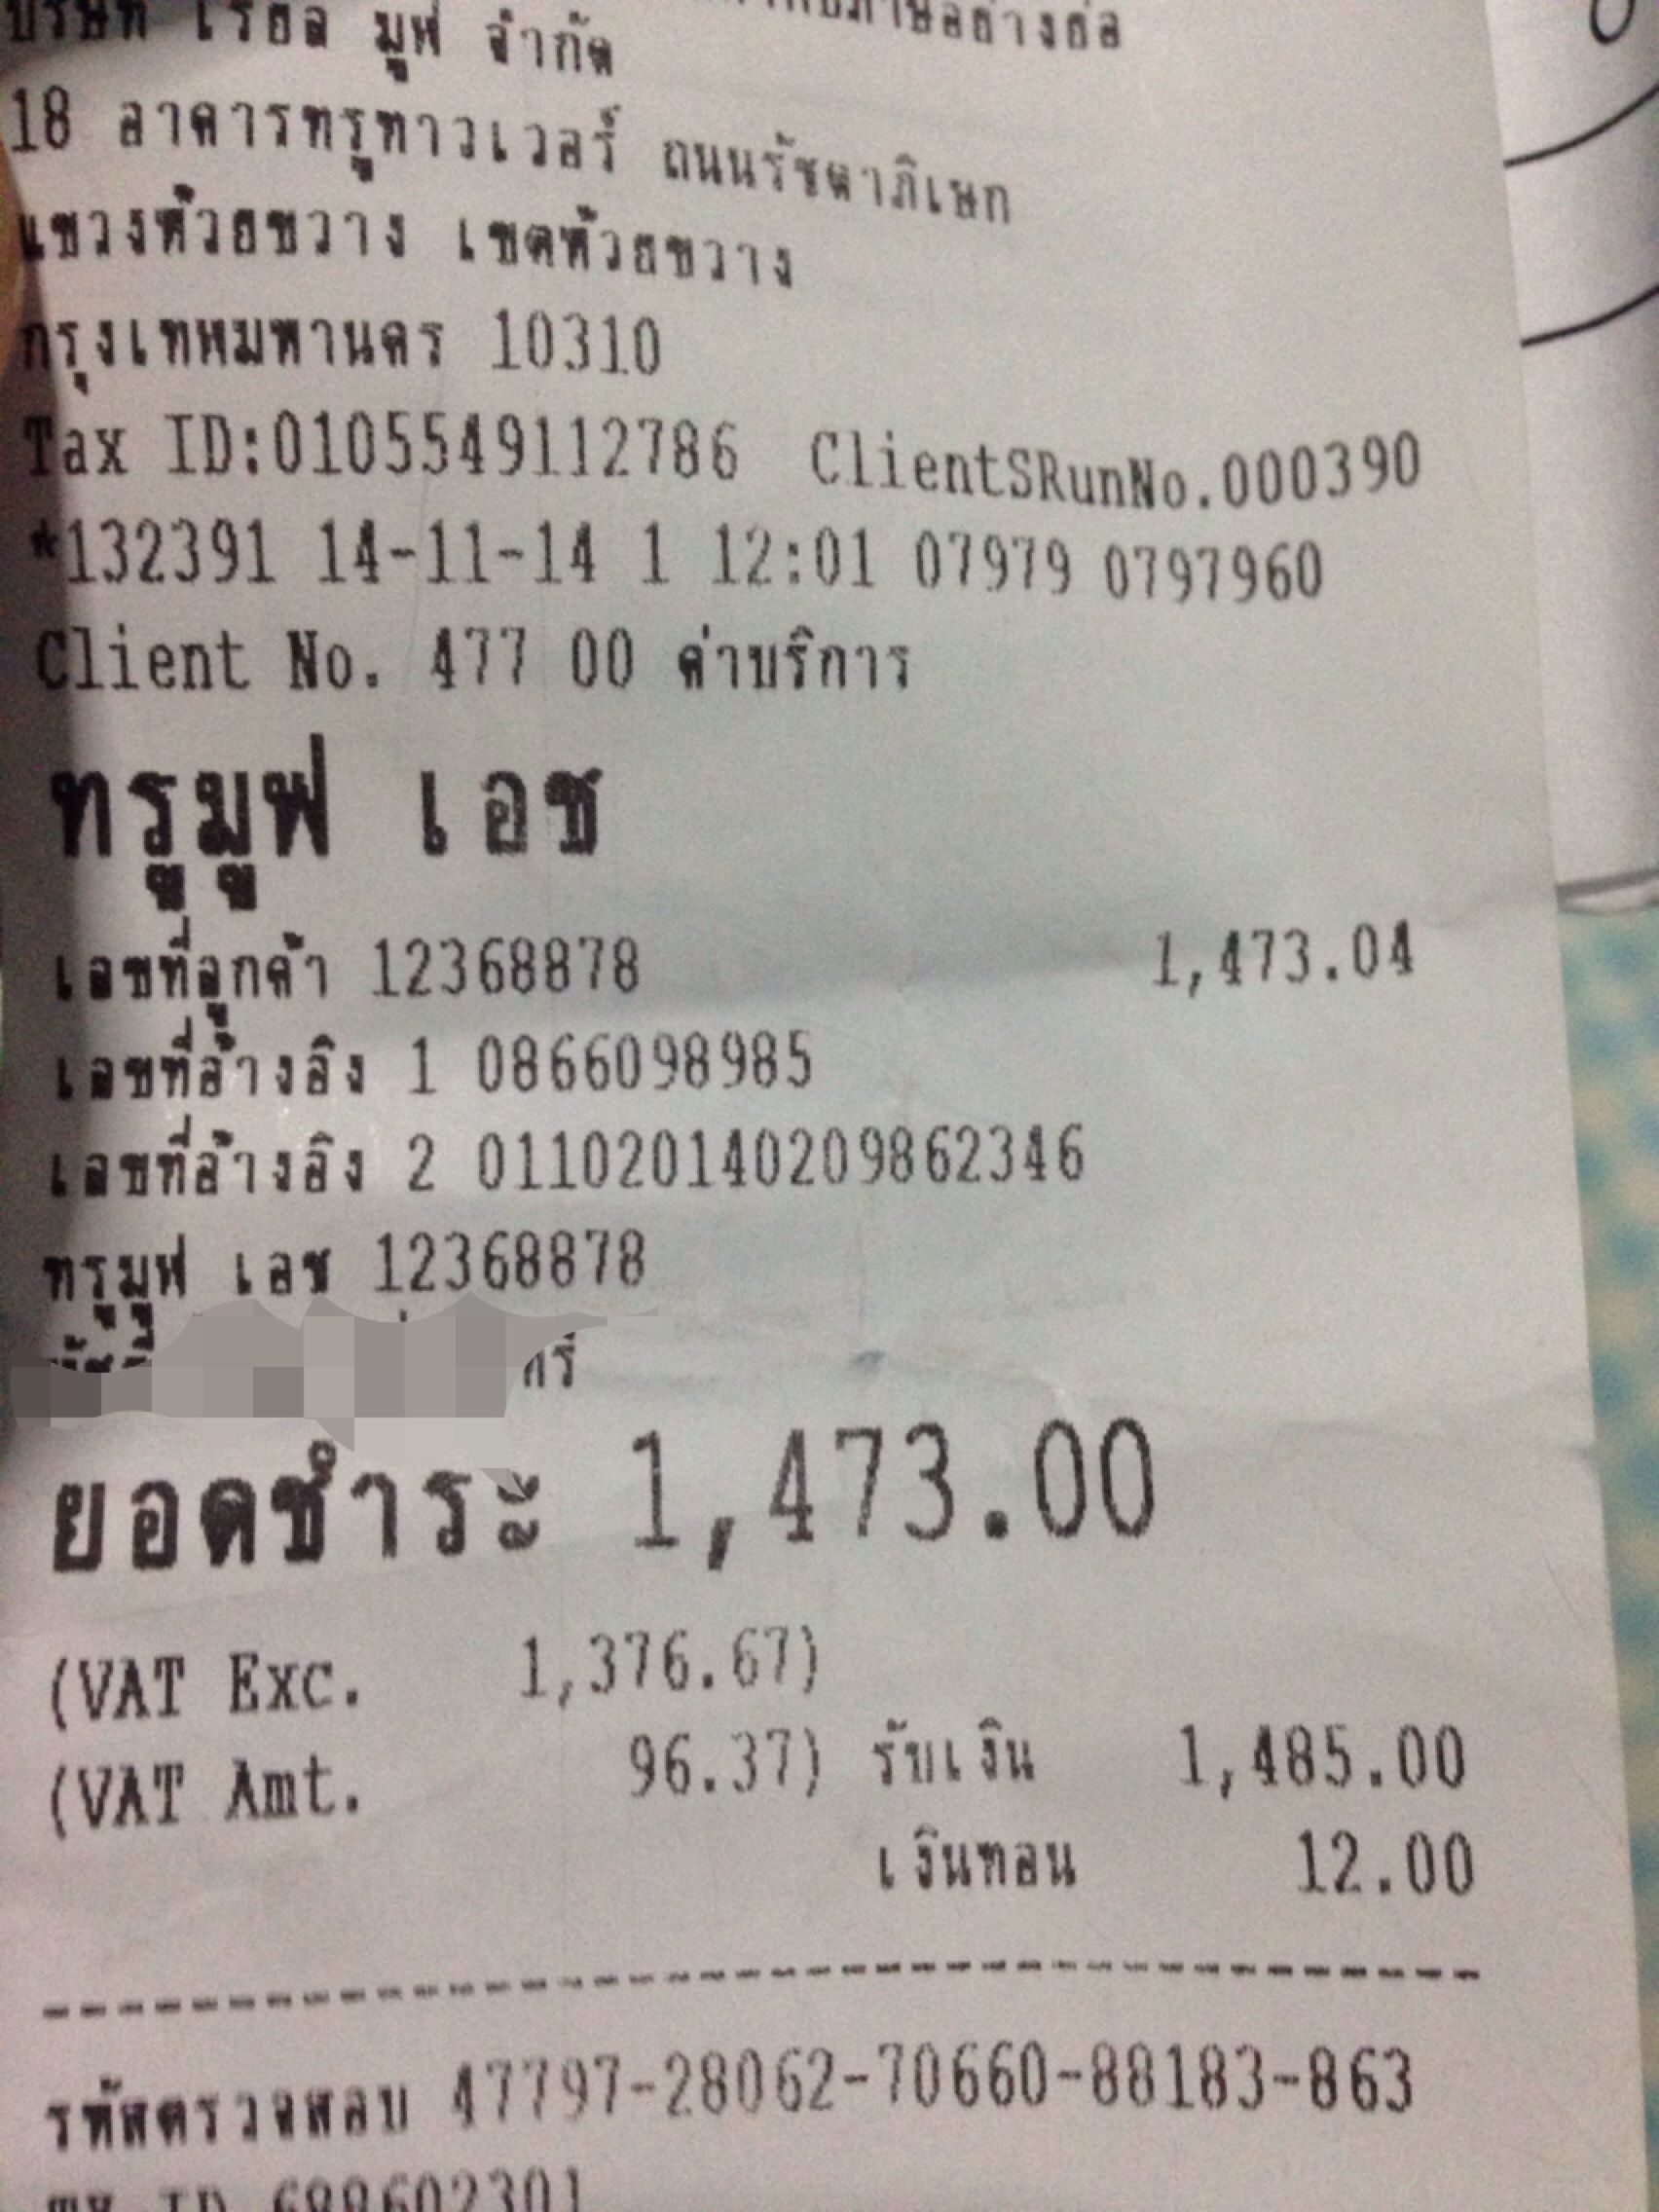 บริษัท เรียล มูฟ จำกัด
18 อาคารทรูทาวเวอร์ ถนนรัชดาภิเษก
แขวงห้วยขวาง เขตห้วยขวาง
กรุงเทพมหานคร 10310
Tax ID:0105549112786 ClientSRunNo.000390
*132391 14-11-14 1 12:01 07979 0797960
Client No. 477 00 ค่าบริการ
ทรูมูฟ เอช
เลขที่ลูกค้า 12368878 1,473.04
เลขที่อ้างอิง 1 0866098985
เลขที่อ้างอิง 2 011020140209862346
ทรูมูฟ เอช 12368878
ยอดชำระ 1,473.00
(VAT Exc. 1,376.67)
(VAT Amt. 96.37) รับเงิน 1,485.00
เงินทอน 12.00
รหัสตรวจสอบ 47797-28062-70660-88183-863
TX ID 688602301